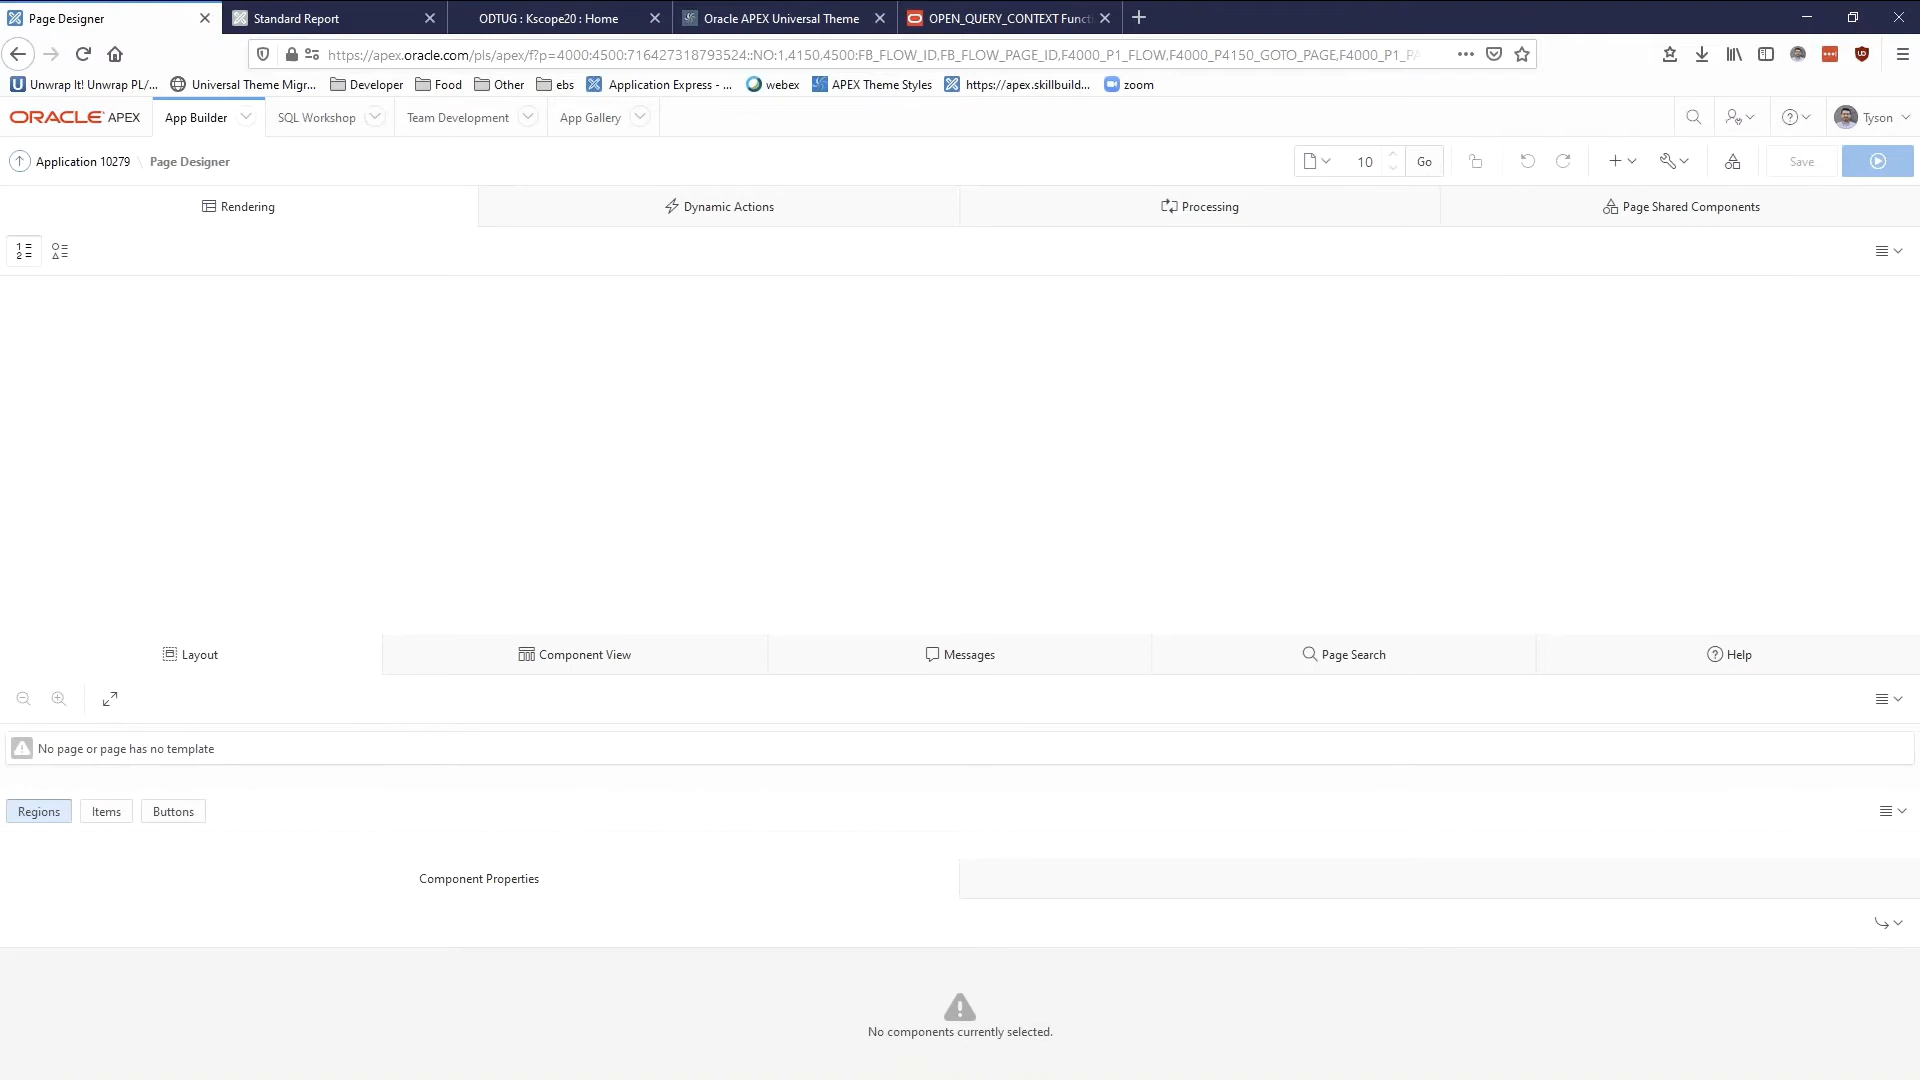 Page Designer
Standard Report
ODTUG : Kscope20 : Home
Oracle APEX Universal Theme
OPEN_QUERY_CONTEXT Funct
https://apex.oracle.com/pls/apex/f?p=4000:4500:716427318793524::NO:1,4150,4500:FB_FLOW_ID,FB_FLOW_PAGE_ID,F4000_P1_FLOW,F4000_P4150_GOTO_PAGE,F4000_P1_PA
Unwrap It! Unwrap PL/...
Universal Theme Migr...
Developer
Food
Other
ebs
Application Express - ...
webex
APEX Theme Styles
https://apex.skillbuild...
zoom
ORACLE APEX
App Builder
SQL Workshop
Team Development
App Gallery
Tyson
Application 10279 \ Page Designer
10
Go
Save
Rendering
Dynamic Actions
Processing
Page Shared Components
Layout
Component View
Messages
Page Search
Help
No page or page has no template
Regions
Items
Buttons
Component Properties
No components currently selected.